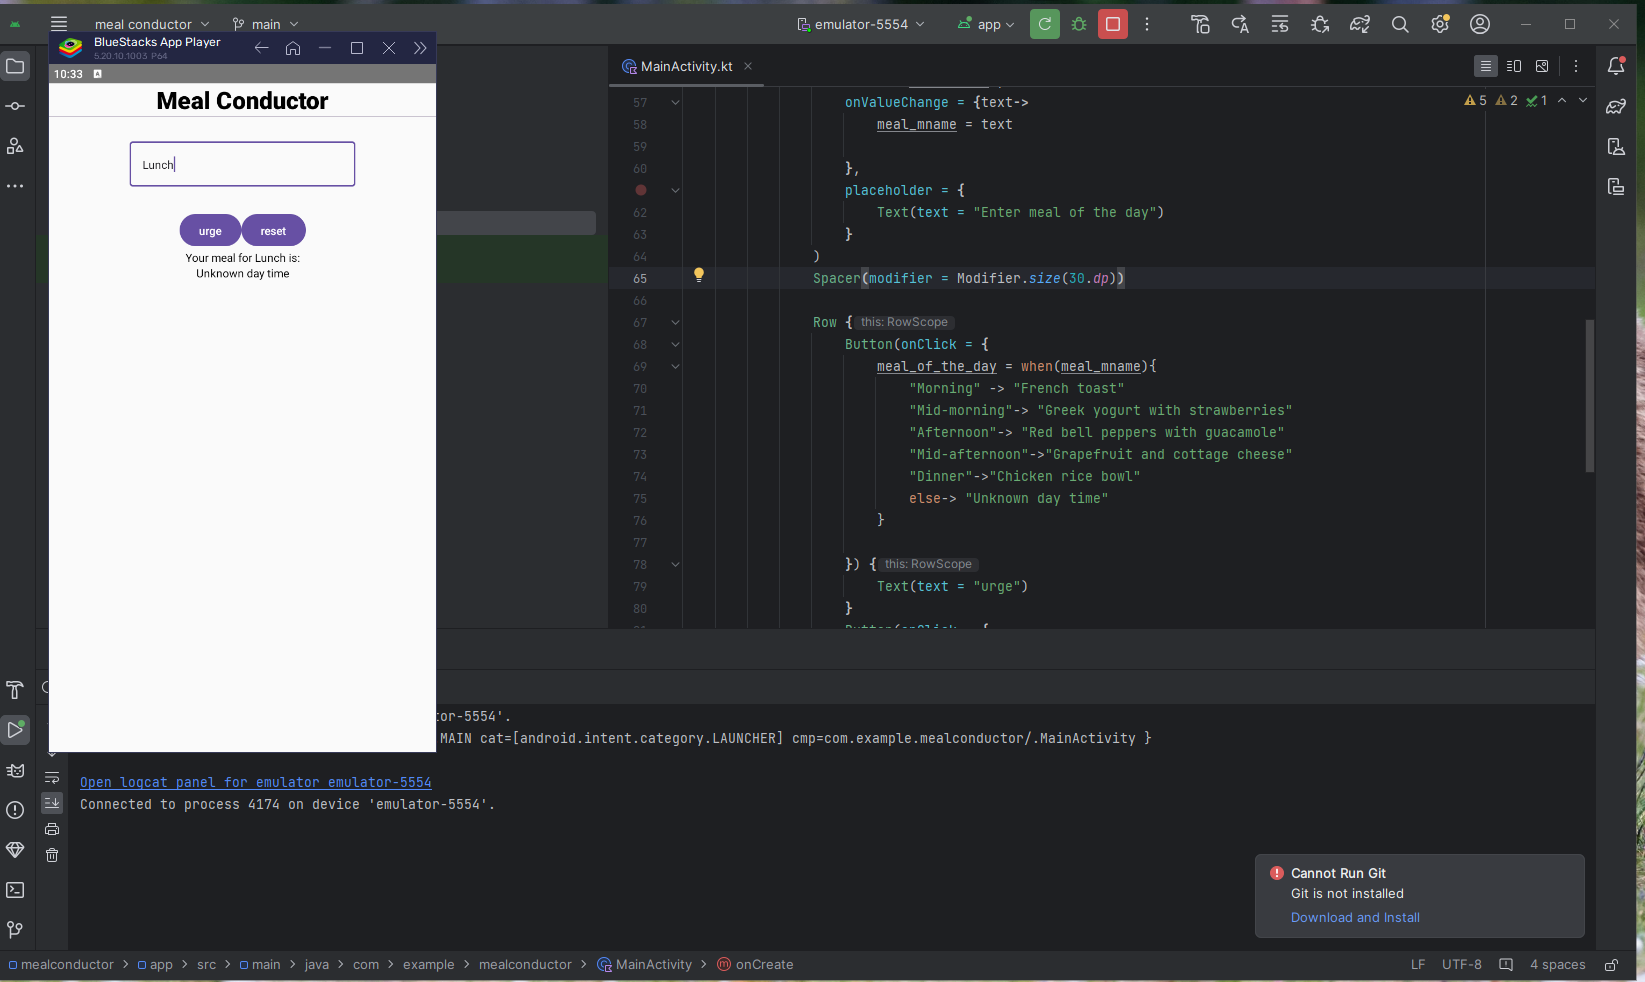 meal conductor
main
emulator-5554
app
BlueStacks App Player
5.20.10.1003 P64
10:33
A
Meal Conductor
Lunch
urge
reset
Your meal for Lunch is:
Unknown day time
MainActivity.kt
5
2
1
57 onValueChange = {text->
58 meal_mname = text
59
60 },
placeholder = {
62 Text(text = "Enter meal of the day")
63 }
64 )
65 Spacer(modifier = Modifier.size(30.dp))
66
67 Row { this: RowScope
68 Button(onClick = {
69 meal_of_the_day = when(meal_mname){
70 "Morning" -> "French toast"
71 "Mid-morning"-> "Greek yogurt with strawberries"
72 "Afternoon"-> "Red bell peppers with guacamole"
73 "Mid-afternoon"->"Grapefruit and cottage cheese"
74 "Dinner"->"Chicken rice bowl"
75 else-> "Unknown day time"
76 }
77
78 }) { this: RowScope
79 Text(text = "urge")
80 }
tor-5554'.
MAIN cat=[android.intent.category.LAUNCHER] cmp=com.example.mealconductor/.MainActivity }
Open logcat panel for emulator emulator-5554
Connected to process 4174 on device 'emulator-5554'.
Cannot Run Git
Git is not installed
Download and Install
mealconductor > app > src > main > java > com > example > mealconductor > MainActivity > onCreate
LF UTF-8 4 spaces